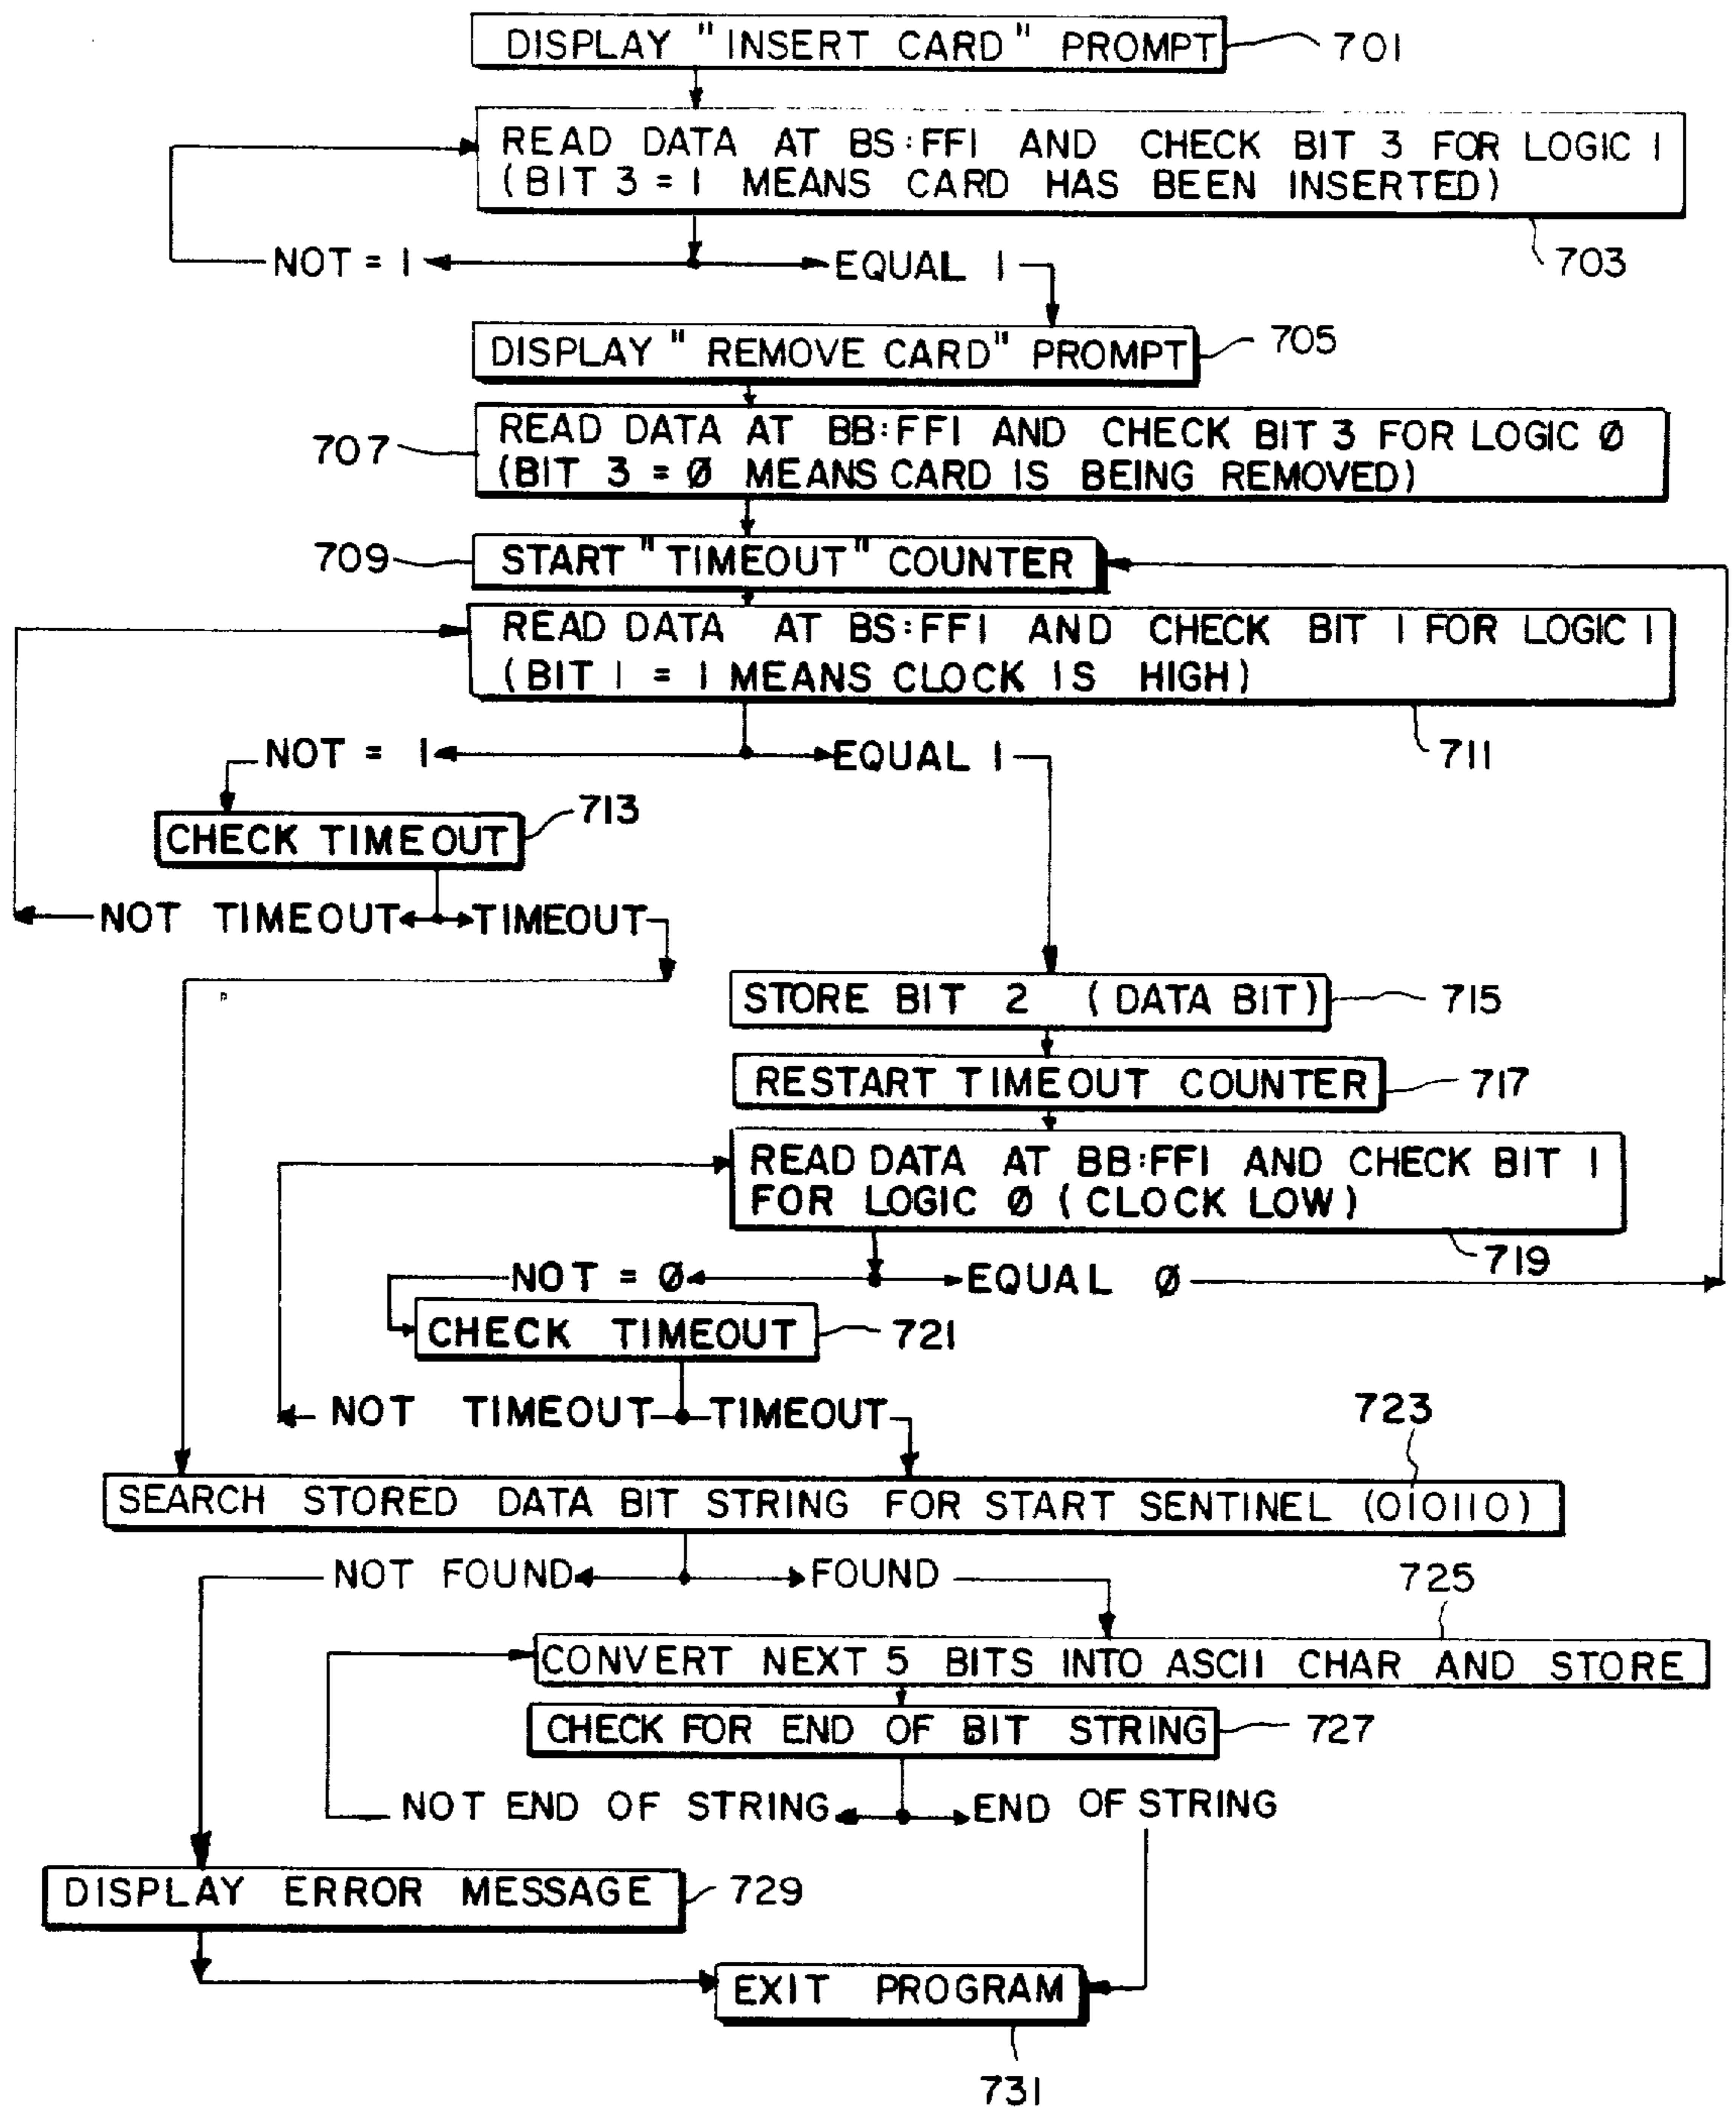 DISPLAY "INSERT CARD" PROMPT
701
READ DATA AT BS:FF1 AND CHECK BIT 3 FOR LOGIC 1
(BIT 3 = 1 MEANS CARD HAS BEEN INSERTED)
703
NOT = 1
EQUAL 1
DISPLAY "REMOVE CARD" PROMPT
705
READ DATA AT BB:FF1 AND CHECK BIT 3 FOR LOGIC Ø
(BIT 3 = Ø MEANS CARD IS BEING REMOVED)
707
START "TIMEOUT" COUNTER
709
READ DATA AT BS:FF1 AND CHECK BIT 1 FOR LOGIC 1
(BIT 1 = 1 MEANS CLOCK IS HIGH)
711
NOT = 1
EQUAL 1
CHECK TIMEOUT
713
NOT TIMEOUT
TIMEOUT
STORE BIT 2 (DATA BIT)
715
RESTART TIMEOUT COUNTER
717
READ DATA AT BB:FF1 AND CHECK BIT 1
FOR LOGIC Ø (CLOCK LOW)
719
NOT = Ø
EQUAL Ø
CHECK TIMEOUT
721
NOT TIMEOUT
TIMEOUT
723
SEARCH STORED DATA BIT STRING FOR START SENTINEL (010110)
NOT FOUND
FOUND
725
CONVERT NEXT 5 BITS INTO ASCII CHAR AND STORE
CHECK FOR END OF BIT STRING
727
NOT END OF STRING
END OF STRING
DISPLAY ERROR MESSAGE
729
EXIT PROGRAM
731